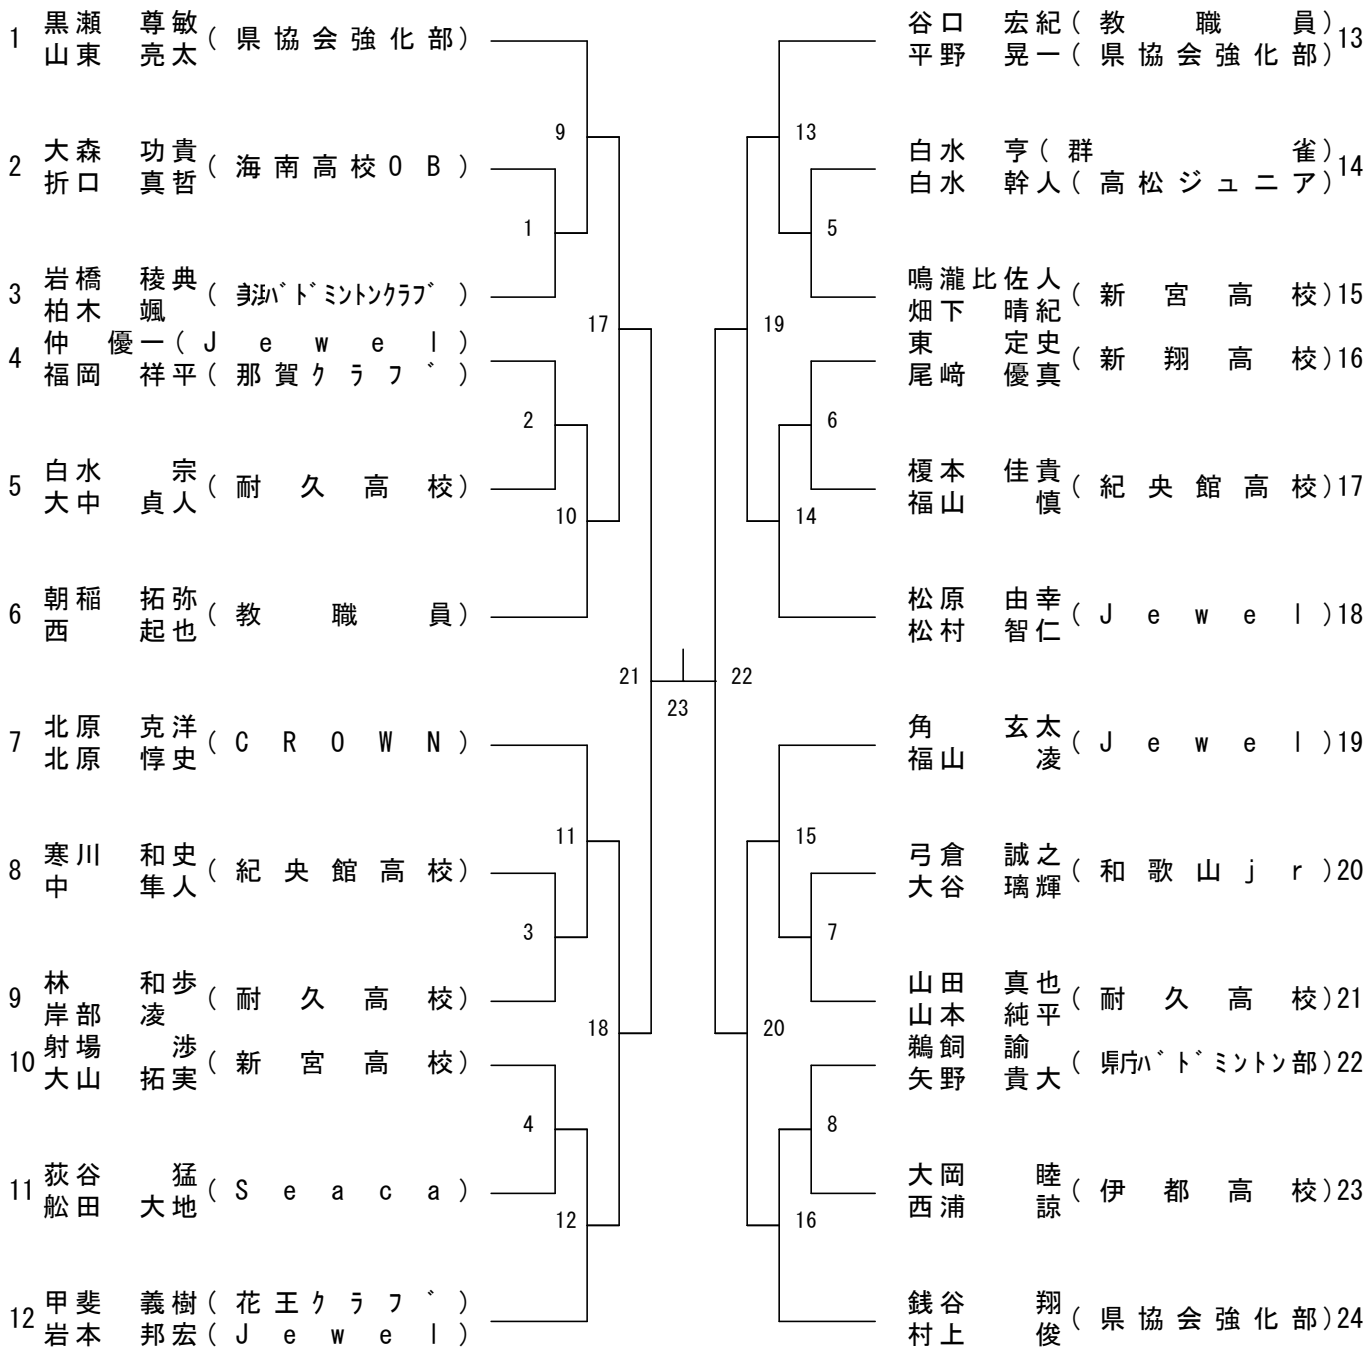 1 黒瀬 尊敏 (県協会強化部)
山東 亮太
2 大森 功貴 (海南高校OB)
折口 真哲
3 岩橋 稜典
柏木 颯
4 仲 優一 (Jewel)
福岡 祥平 (那賀クラブ)
5 白水 宗 (耐久高校)
大中 貞人
6 朝稲 拓弥 (教職員)
西 起也
7 北原 克洋 (CROWN)
北原 惇史
8 寒川 和史 (紀央館高校)
中 隼人
9 林 和歩 (耐久高校)
岸部 凌
10 射場 渉 (新宮高校)
大山 拓実
11 荻谷 猛 (Seaca)
舩田 大地
12 甲斐 義樹 (花王クラブ)
岩本 邦宏 (Jewel)
9
1
17
2
10
21
11
3
18
4
12
23
13
5
19
6
14
22
15
7
20
8
16
谷口 宏紀 (教職員) 13
平野 晃一 (県協会強化部)
白水 亨 (群雀) 14
白水 幹人 (高松ジュニア)
鳴瀧比佐人 (新宮高校) 15
畑下 晴紀
東 定史 (新翔高校) 16
尾﨑 優真
榎本 佳貴 (紀央館高校) 17
福山 慎
松原 由幸 (Jewel) 18
松村 智仁
角 玄太 (Jewel) 19
福山 凌
弓倉 誠之 (和歌山jr) 20
大谷 璃輝
山田 真也 (耐久高校) 21
山本 純平
鵜飼 諭 (県庁バドミントン部) 22
矢野 貴大
大岡 睦 (伊都高校) 23
西浦 諒
銭谷 翔 (県協会強化部) 24
村上 俊